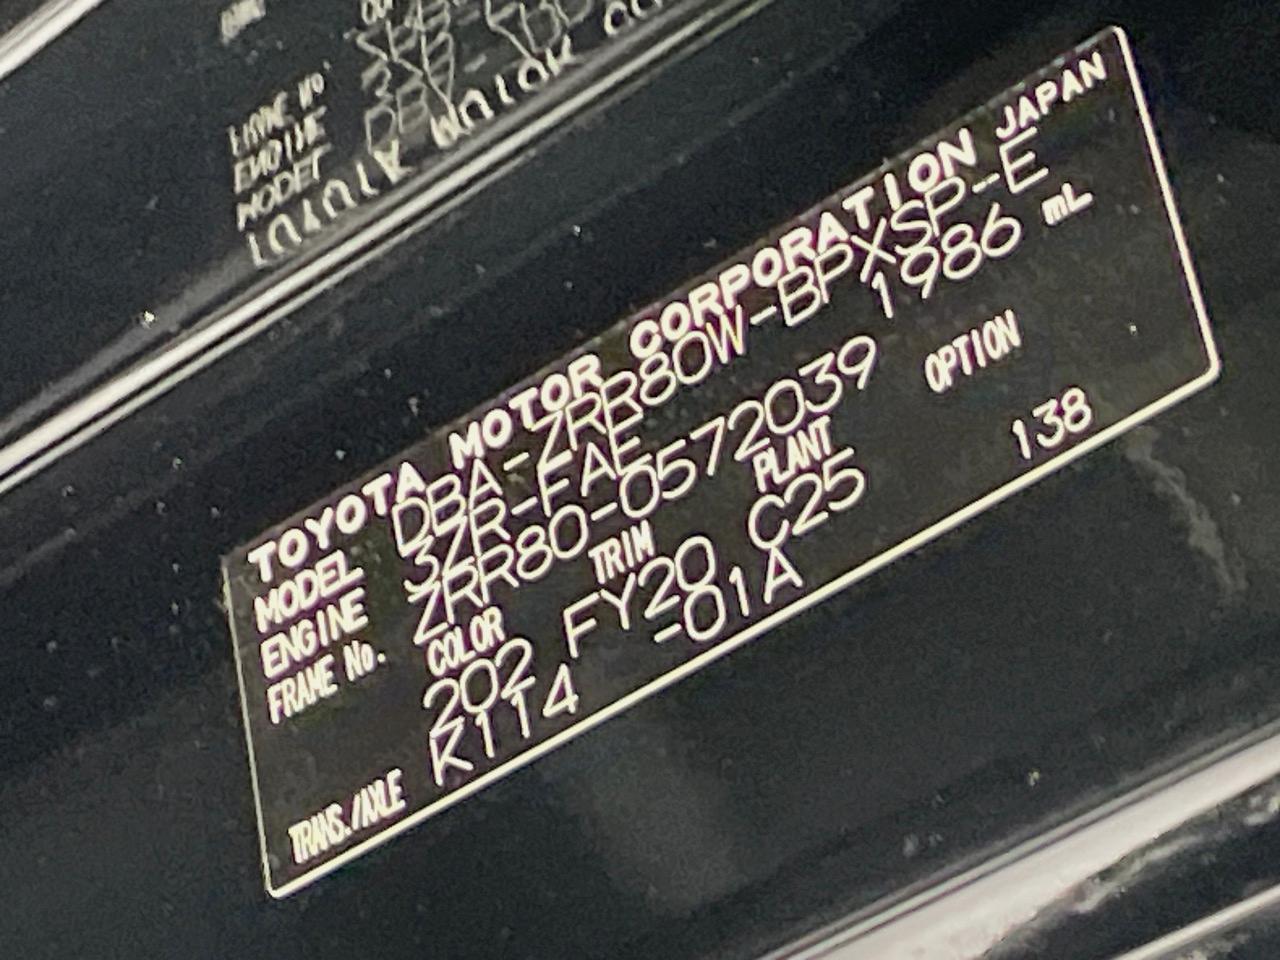 TOYOTA MOTOR CORPORATION JAPAN
MODEL DBA-ZRR80W-BPXSP-E
ENGINE 3ZR-FAE 1986 mL
FRAME No. ZRR80-0572039
COLOR TRIM PLANT OPTION
202 FY20 C25 138
TRANS./AXLE K114 -01A